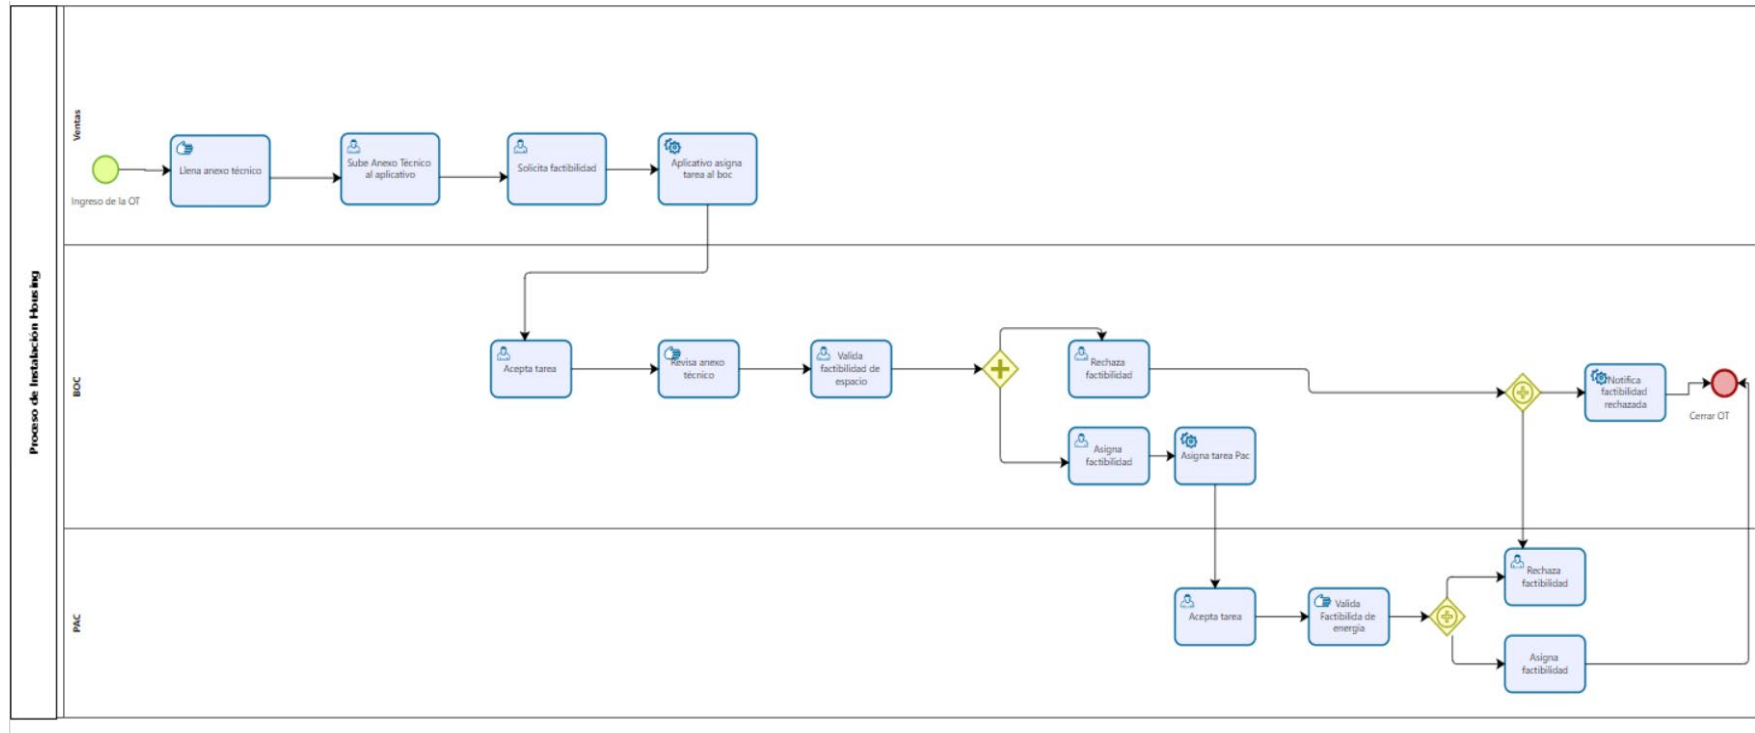 Proceso de Instalación Housing
Ventas
Ingreso de la OT
Llena anexo técnico
Sube Anexo Técnico
al aplicativo
Solicita factibilidad
Aplicativo asigna
tarea al boc
BOC
Acepta tarea
Revisa anexo
técnico
Valida
factibilidad de
espacio
Rechaza
factibilidad
Asigna
factibilidad
Asigna tarea Pac
Notifica
factibilidad
rechazada
Cerrar OT
PAC
Acepta tarea
Valida
Factibilida de
energía
Rechaza
factibilidad
Asigna
factibilidad